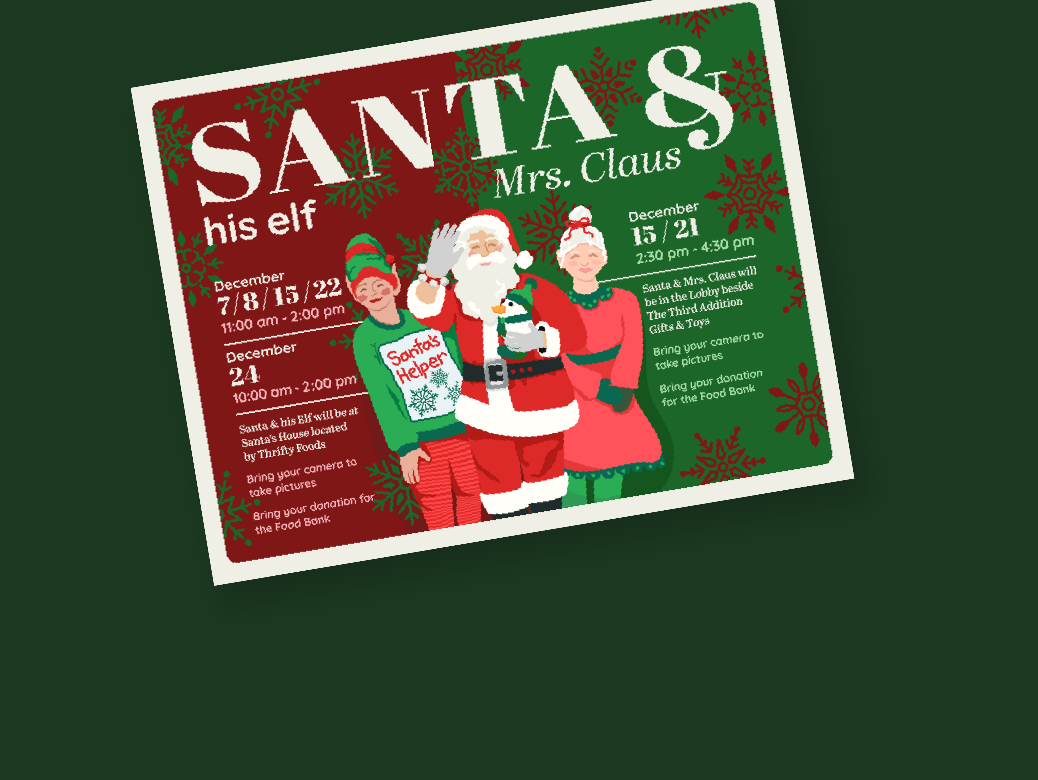 SANTA &
his elf
Mrs. Claus
December
7/8/15/22
11:00 am - 2:00 pm
December
24
10:00 am - 2:00 pm
Santa & his Elf will be at
Santa's House located
by Thrifty Foods
Bring your camera to
take pictures
Bring your donation for
the Food Bank
Santa's
Helper
December
15/21
2:30 pm - 4:30 pm
Santa & Mrs. Claus will
be in the Lobby beside
The Third Addition
Gifts & Toys
Bring your camera to
take pictures
Bring your donation
for the Food Bank